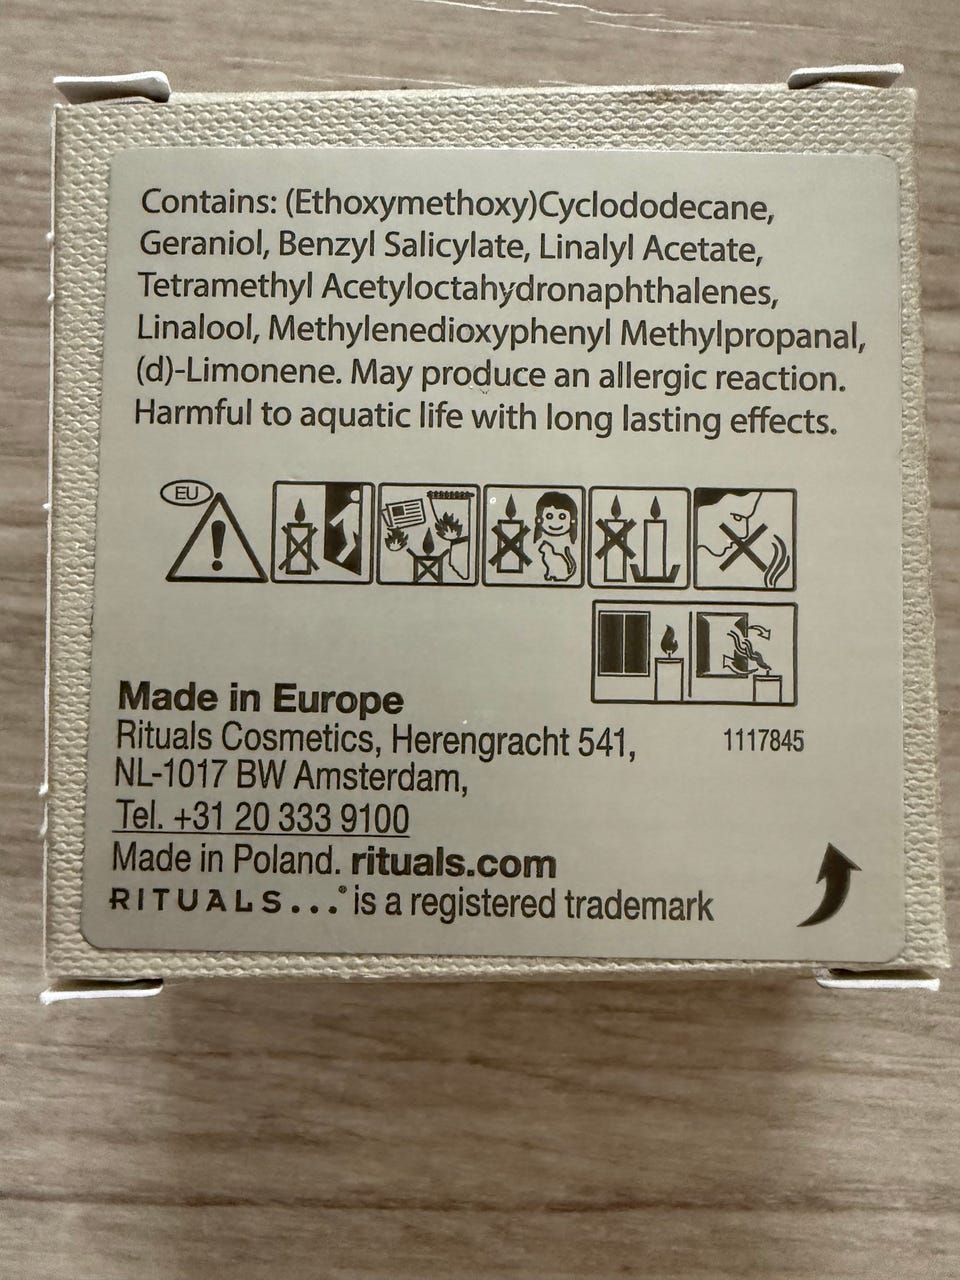 Contains: (Ethoxymethoxy)Cyclododecane,
Geraniol, Benzyl Salicylate, Linalyl Acetate,
Tetramethyl Acetyloctahydronaphthalenes,
Linalool, Methylenedioxyphenyl Methylpropanal,
(d)-Limonene. May produce an allergic reaction.
Harmful to aquatic life with long lasting effects.
EU
!
Made in Europe
Rituals Cosmetics, Herengracht 541,
1117845
NL-1017 BW Amsterdam,
Tel. +31 20 333 9100
Made in Poland. rituals.com
RITUALS...® is a registered trademark